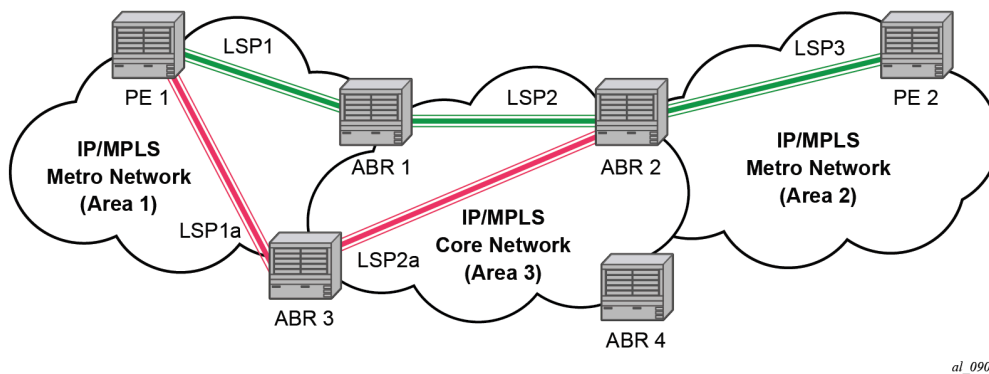 LSP1
LSP3
PE 1
LSP2
PE 2
ABR 1
ABR 2
IP/MPLS
Metro Network
(Area 1)
IP/MPLS
Metro Network
(Area 2)
LSP1a
LSP2a
IP/MPLS
Core Network
(Area 3)
ABR 3
ABR 4
al_090